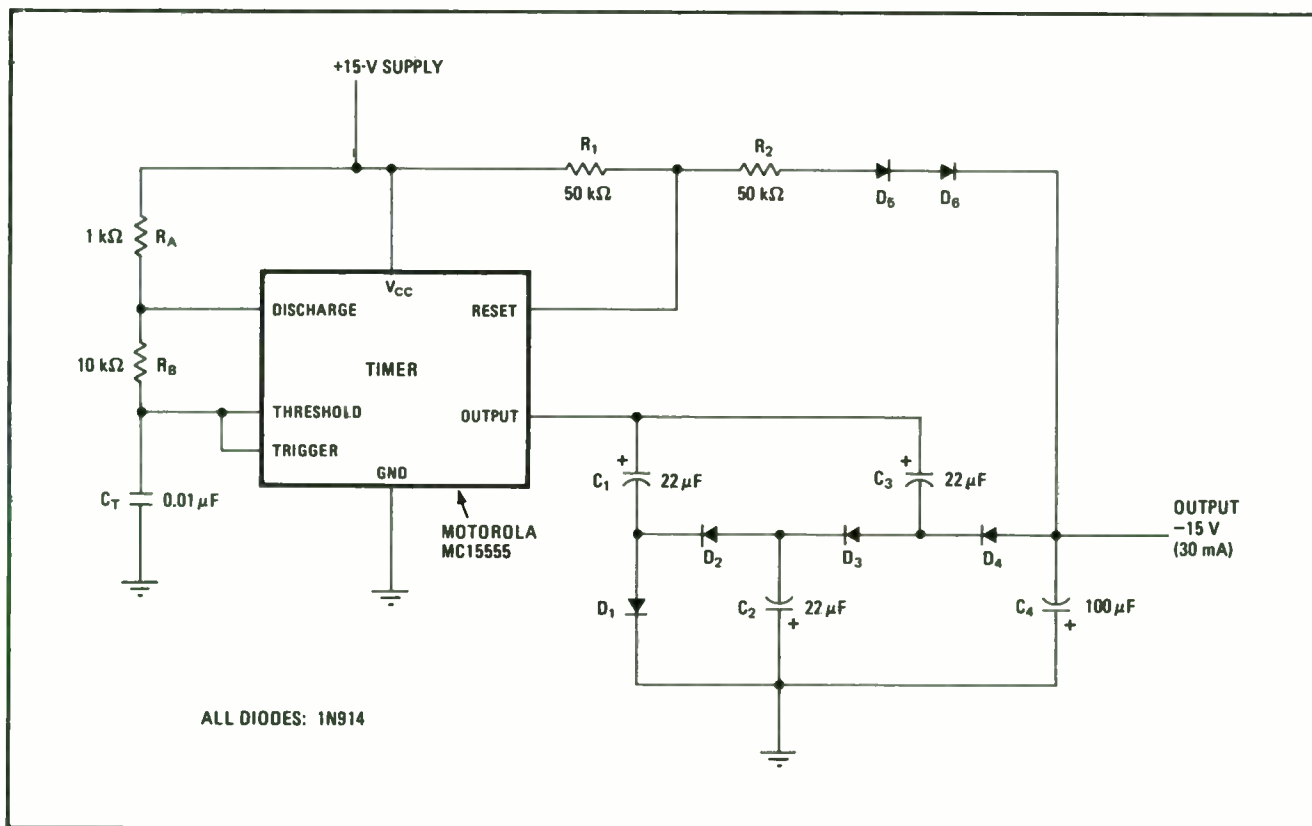 +15-V SUPPLY
R1
50 kΩ
R2
50 kΩ
D5
D6
1 kΩ RA
VCC
DISCHARGE
RESET
10 kΩ RB
TIMER
THRESHOLD
OUTPUT
TRIGGER
GND
CT 0.01 μF
MOTOROLA
MC15555
+
C1 22 μF
+
C3 22 μF
OUTPUT
−15 V
(30 mA)
D2
D3
D4
D1
C2 22 μF
+
C4 100 μF
+
ALL DIODES: 1N914